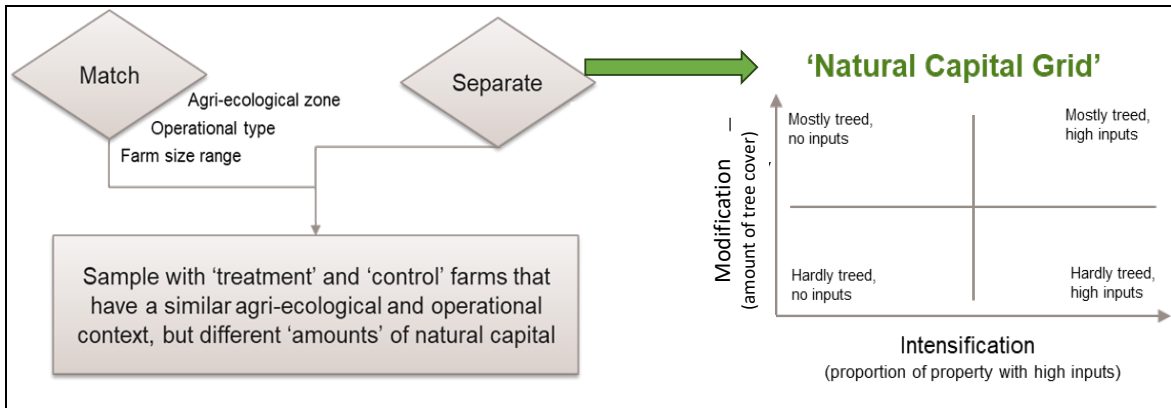 Match
Agri-ecological zone
Operational type
Farm size range
Separate
Sample with ‘treatment’ and ‘control’ farms that
have a similar agri-ecological and operational
context, but different ‘amounts’ of natural capital
‘Natural Capital Grid’
Modification
(amount of tree cover)
Mostly treed,
no inputs
Mostly treed,
high inputs
Hardly treed,
no inputs
Hardly treed,
high inputs
Intensification
(proportion of property with high inputs)